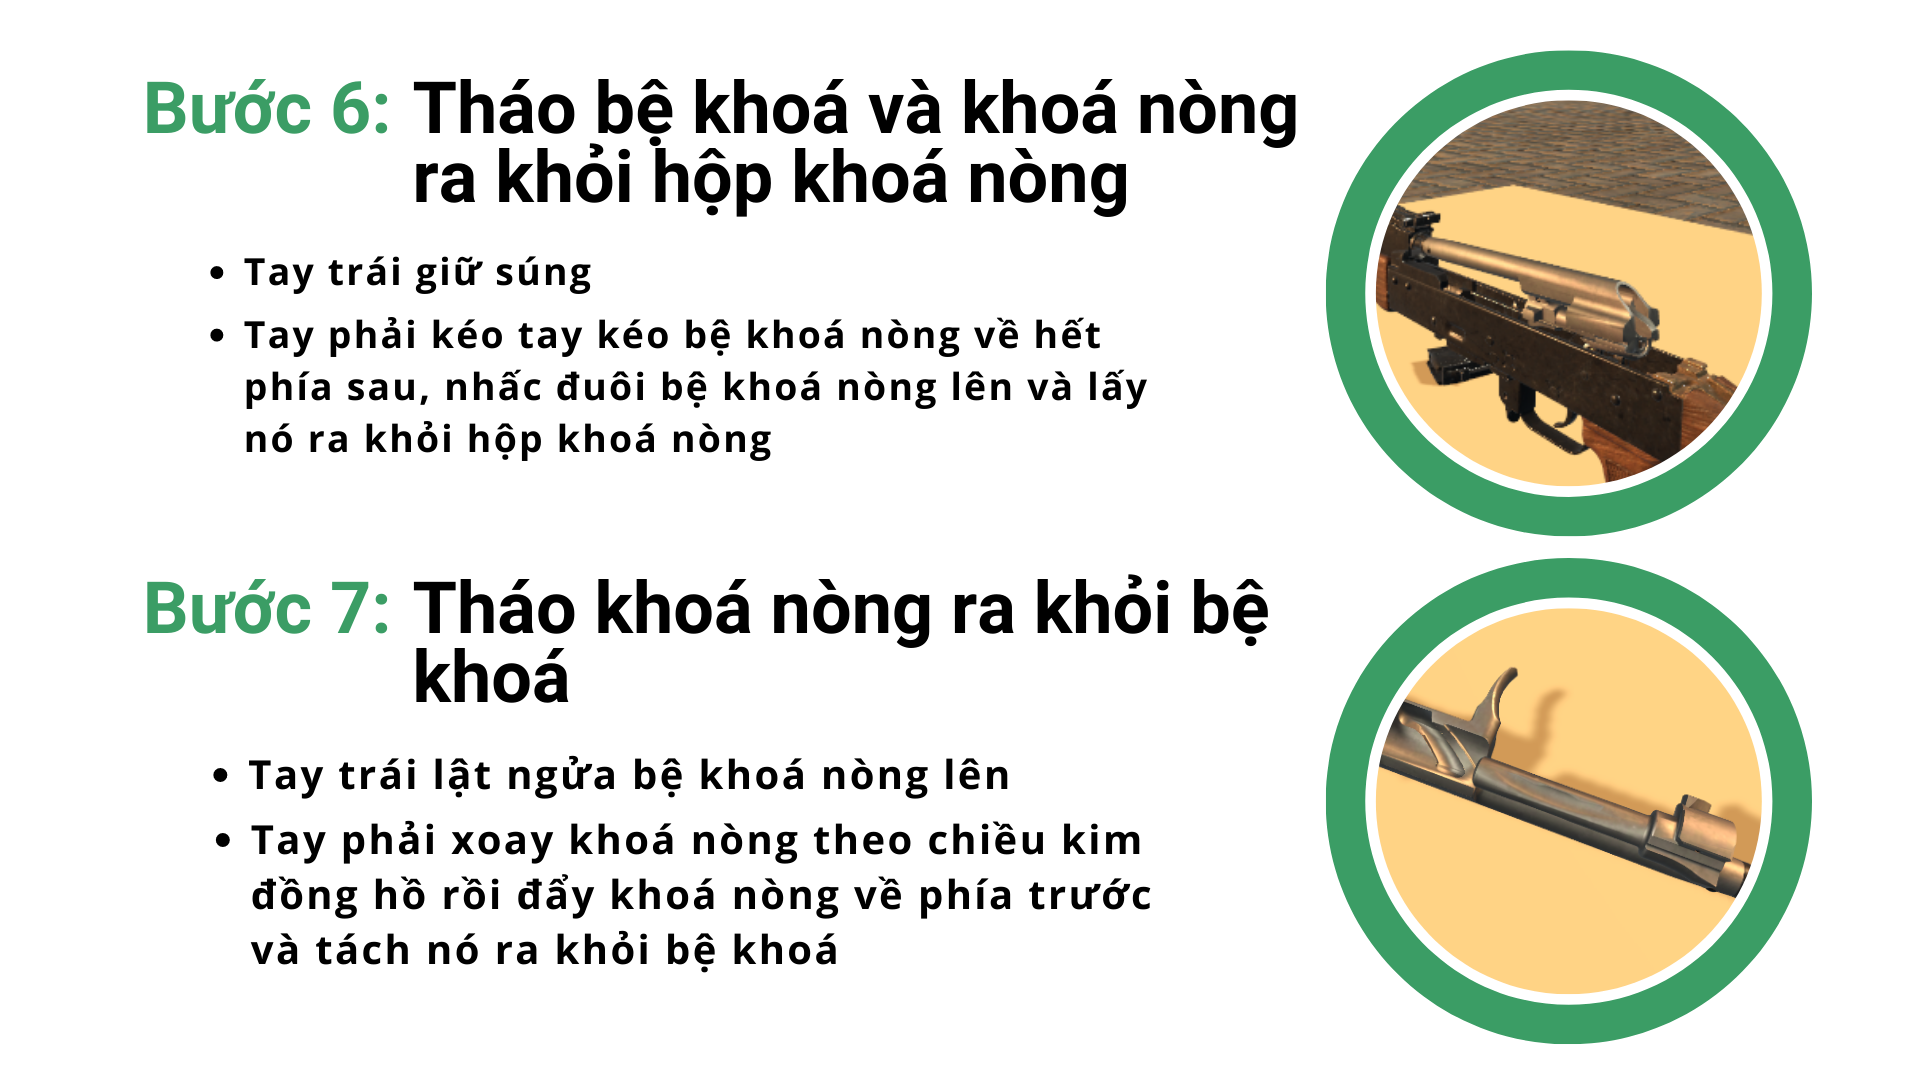 Bước 6: Tháo bệ khoá và khoá nòng
ra khỏi hộp khoá nòng
• Tay trái giữ súng
• Tay phải kéo tay kéo bệ khoá nòng về hết
phía sau, nhấc đuôi bệ khoá nòng lên và lấy
nó ra khỏi hộp khoá nòng
Bước 7: Tháo khoá nòng ra khỏi bệ
khoá
• Tay trái lật ngửa bệ khoá nòng lên
• Tay phải xoay khoá nòng theo chiều kim
đồng hồ rồi đẩy khoá nòng về phía trước
và tách nó ra khỏi bệ khoá